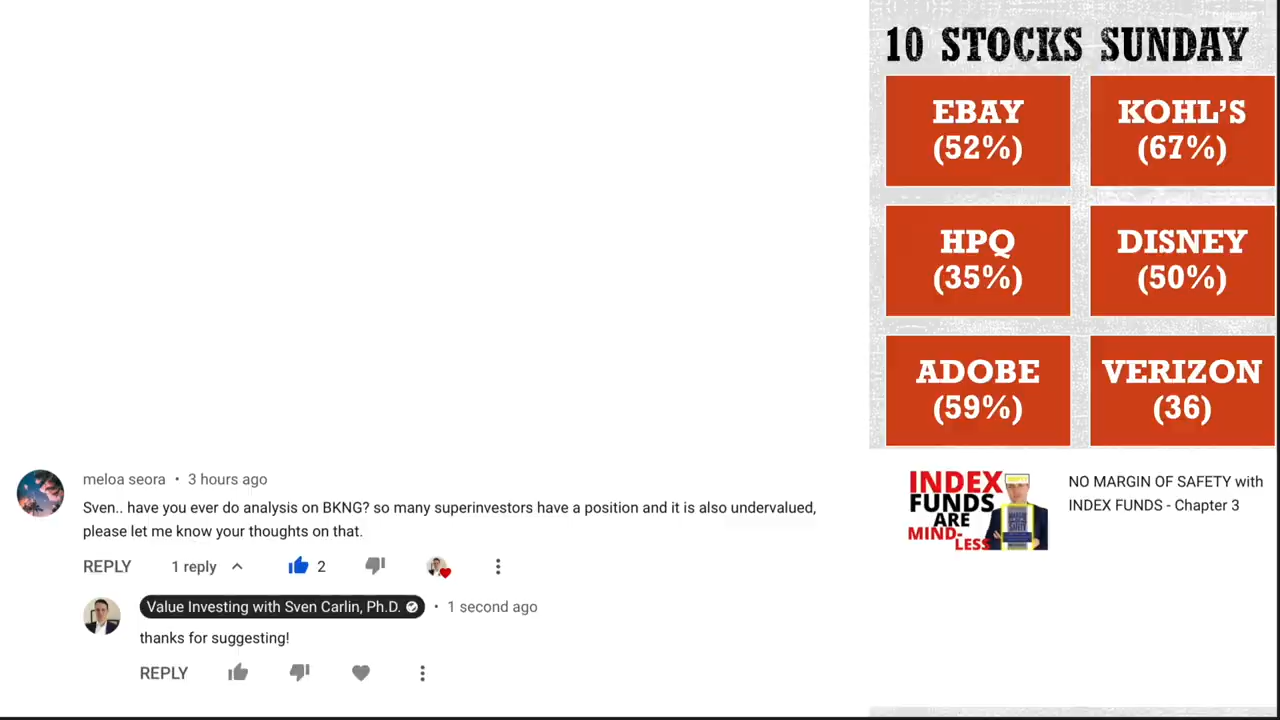 10 STOCKS SUNDAY
EBAY
(52%)
KOHL'S
(67%)
HPQ
(35%)
DISNEY
(50%)
ADOBE
(59%)
VERIZON
(36)
meloa seora • 3 hours ago
Sven.. have you ever do analysis on BKNG? so many superinvestors have a position and it is also undervalued,
please let me know your thoughts on that.
REPLY 1 reply 2
Value Investing with Sven Carlin, Ph.D. • 1 second ago
thanks for suggesting!
REPLY
INDEX
FUNDS
ARE
MIND-
LESS
NO MARGIN OF SAFETY with
INDEX FUNDS - Chapter 3